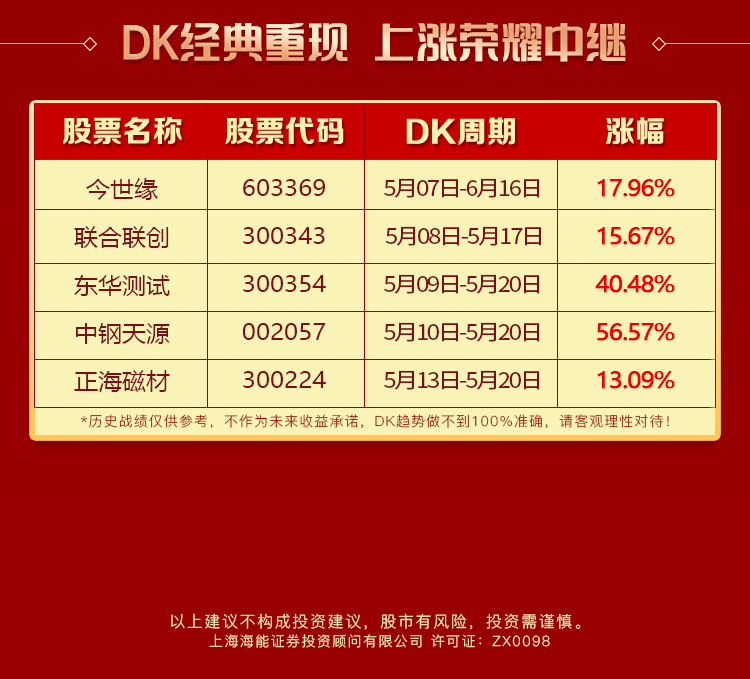 DK经典重现 上涨荣耀中继
股票名称 股票代码 DK周期 涨幅
今世缘 603369 5月07日-6月16日 17.96%
联合联创 300343 5月08日-5月17日 15.67%
东华测试 300354 5月09日-5月20日 40.48%
中钢天源 002057 5月10日-5月20日 56.57%
正海磁材 300224 5月13日-5月20日 13.09%
*历史战绩仅供参考，不作为未来收益承诺，DK趋势做不到100%准确，请客观理性对待！
以上建议不构成投资建议，股市有风险，投资需谨慎。
上海海能证券投资顾问有限公司 许可证：ZX0098